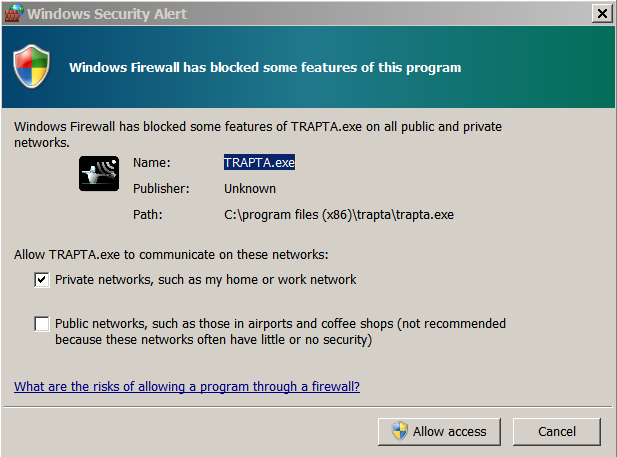 Windows Security Alert
Windows Firewall has blocked some features of this program
Windows Firewall has blocked some features of TRAPTA.exe on all public and private
networks.
Name: TRAPTA.exe
Publisher: Unknown
Path: C:\program files (x86)\trapta\trapta.exe
Allow TRAPTA.exe to communicate on these networks:
Private networks, such as my home or work network
Public networks, such as those in airports and coffee shops (not recommended
because these networks often have little or no security)
What are the risks of allowing a program through a firewall?
Allow access Cancel